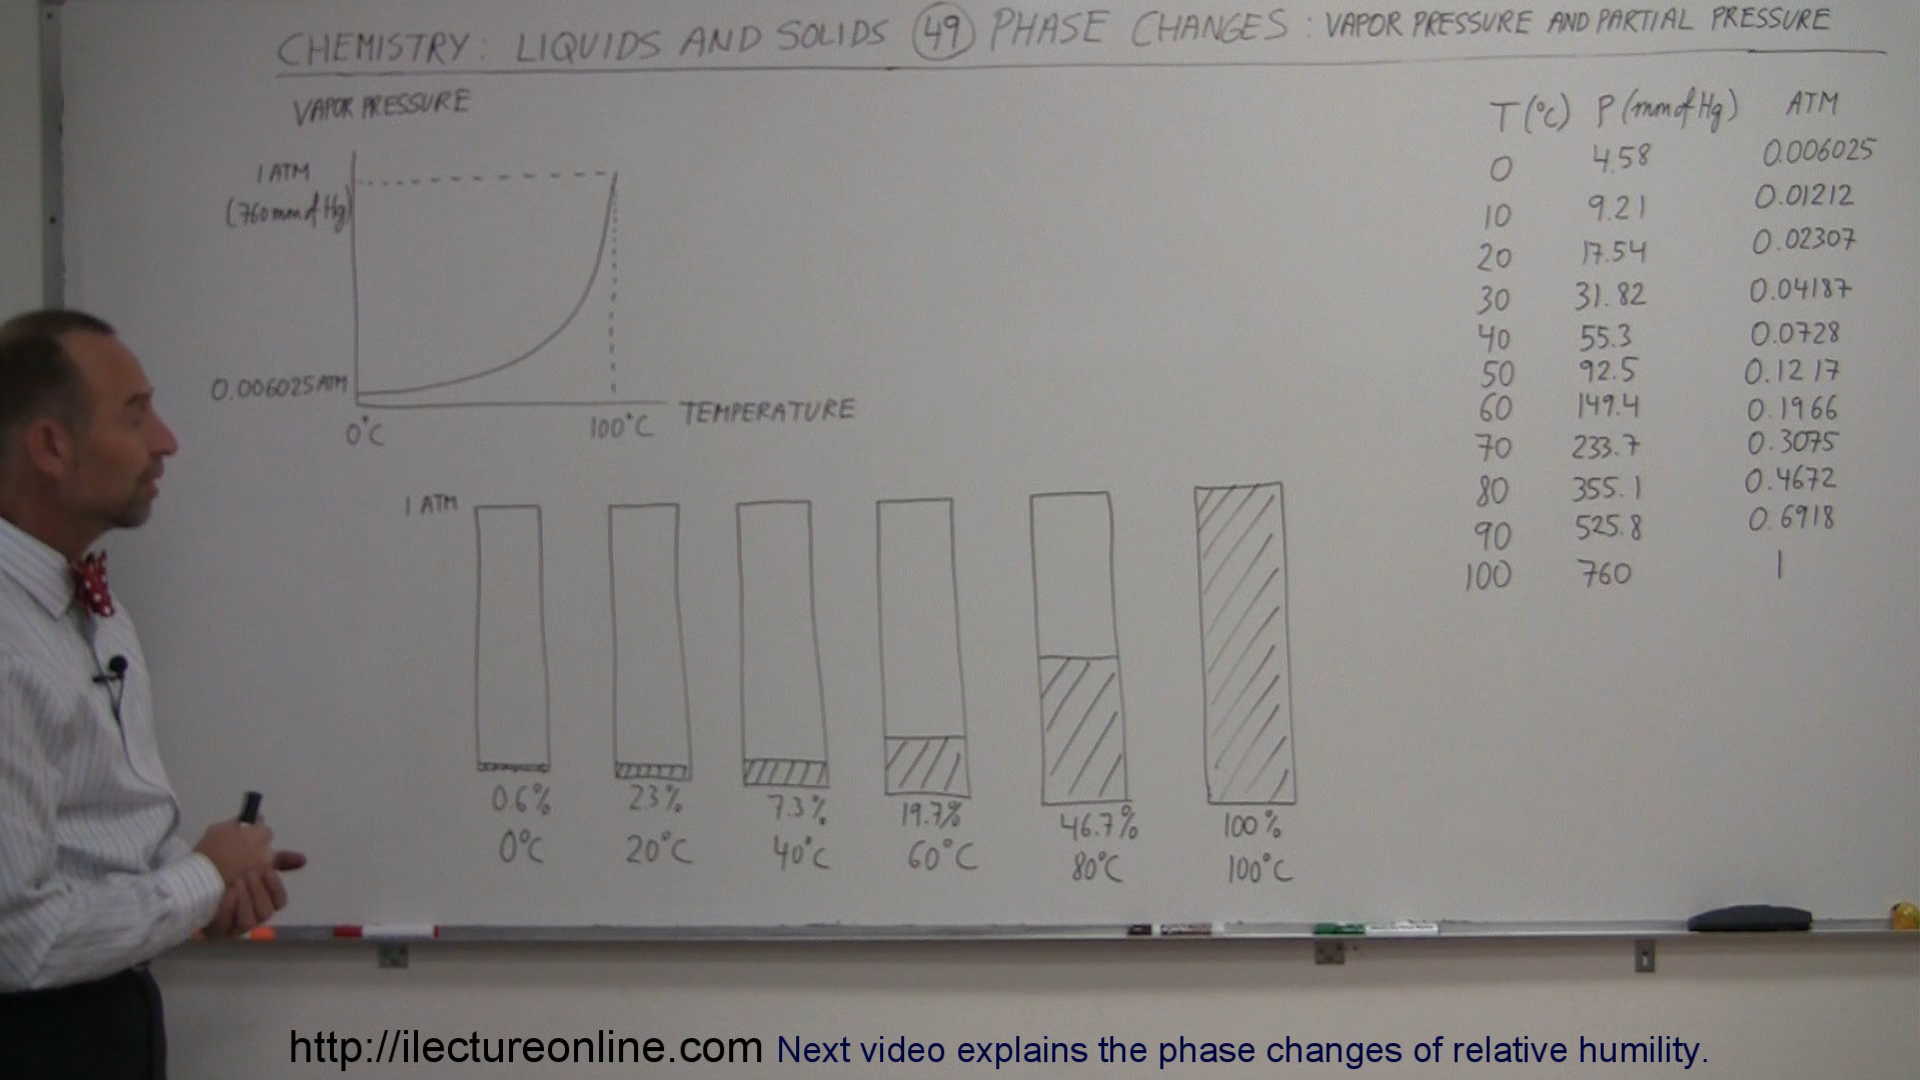 CHEMISTRY: LIQUIDS AND SOLIDS 49 PHASE CHANGES: VAPOR PRESSURE AND PARTIAL PRESSURE
VAPOR PRESSURE
1 ATM
(760 mm of Hg)
0.006025 ATM
0°C 100°C TEMPERATURE
T (°C) P (mm of Hg) ATM
0 4.58 0.006025
10 9.21 0.01212
20 17.54 0.02307
30 31.82 0.04187
40 55.3 0.0728
50 92.5 0.1217
60 149.4 0.1966
70 233.7 0.3075
80 355.1 0.4672
90 525.8 0.6918
100 760 1
1 ATM
0.6% 2.3% 7.3% 19.7% 46.7% 100%
0°C 20°C 40°C 60°C 80°C 100°C
http://ilectureonline.com Next video explains the phase changes of relative humility.